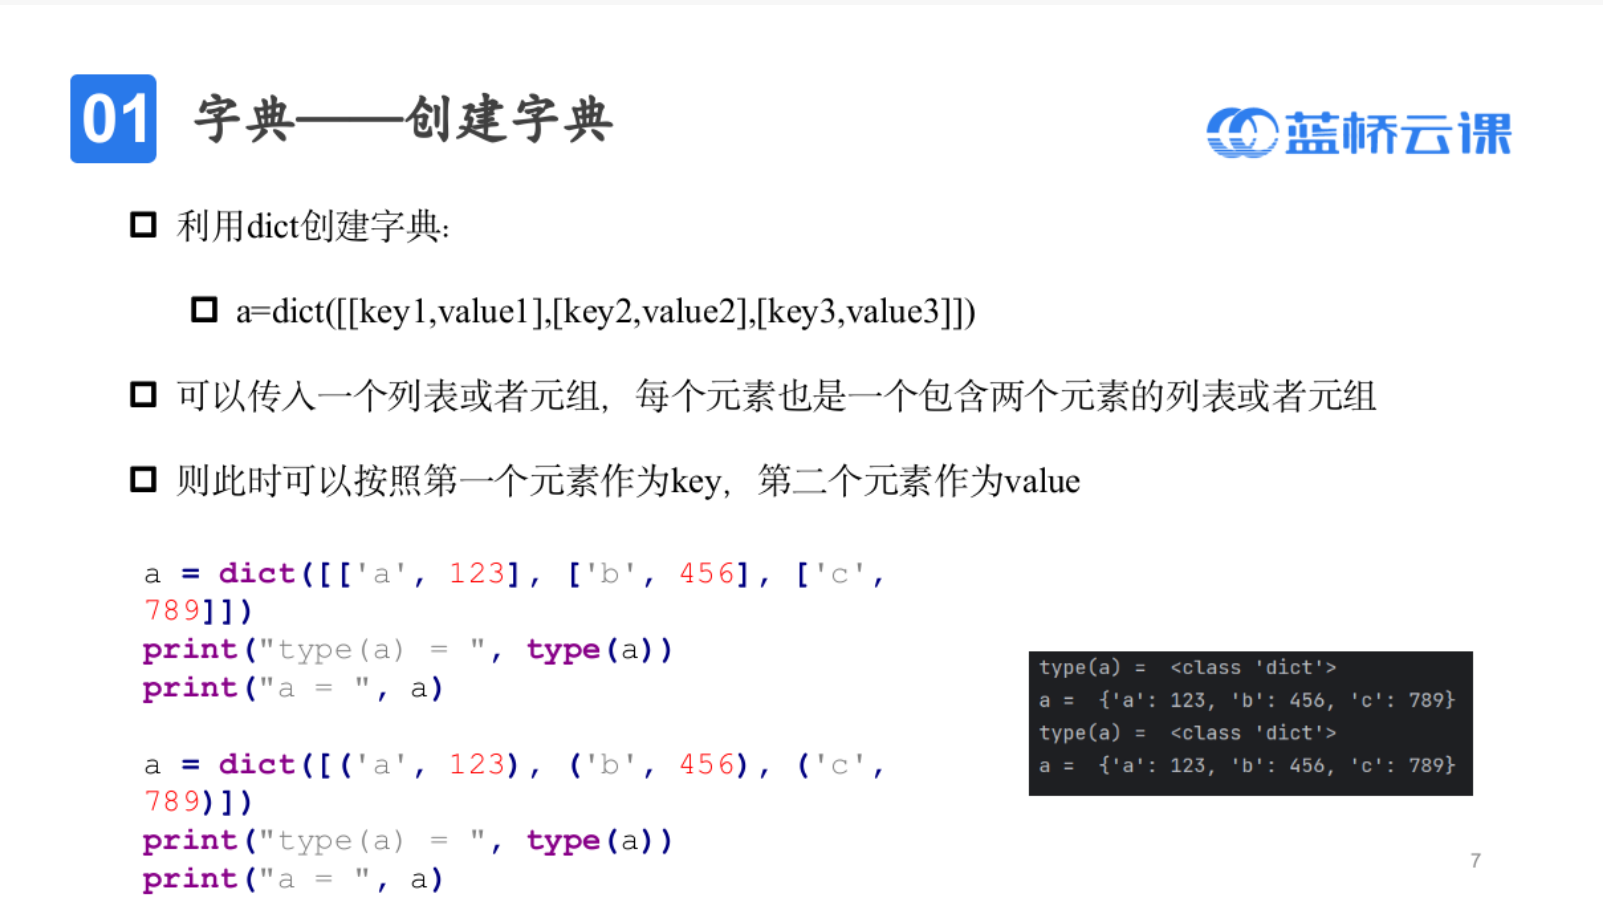 01 字典——创建字典
蓝桥云课
利用dict创建字典：
a=dict([[key1,value1],[key2,value2],[key3,value3]])
可以传入一个列表或者元组，每个元素也是一个包含两个元素的列表或者元组
则此时可以按照第一个元素作为key，第二个元素作为value
a = dict([['a', 123], ['b', 456], ['c',
789]])
print("type(a) = ", type(a))
print("a = ", a)
a = dict([('a', 123), ('b', 456), ('c',
789)])
print("type(a) = ", type(a))
print("a = ", a)
type(a) =  <class 'dict'>
a =  {'a': 123, 'b': 456, 'c': 789}
type(a) =  <class 'dict'>
a =  {'a': 123, 'b': 456, 'c': 789}
7